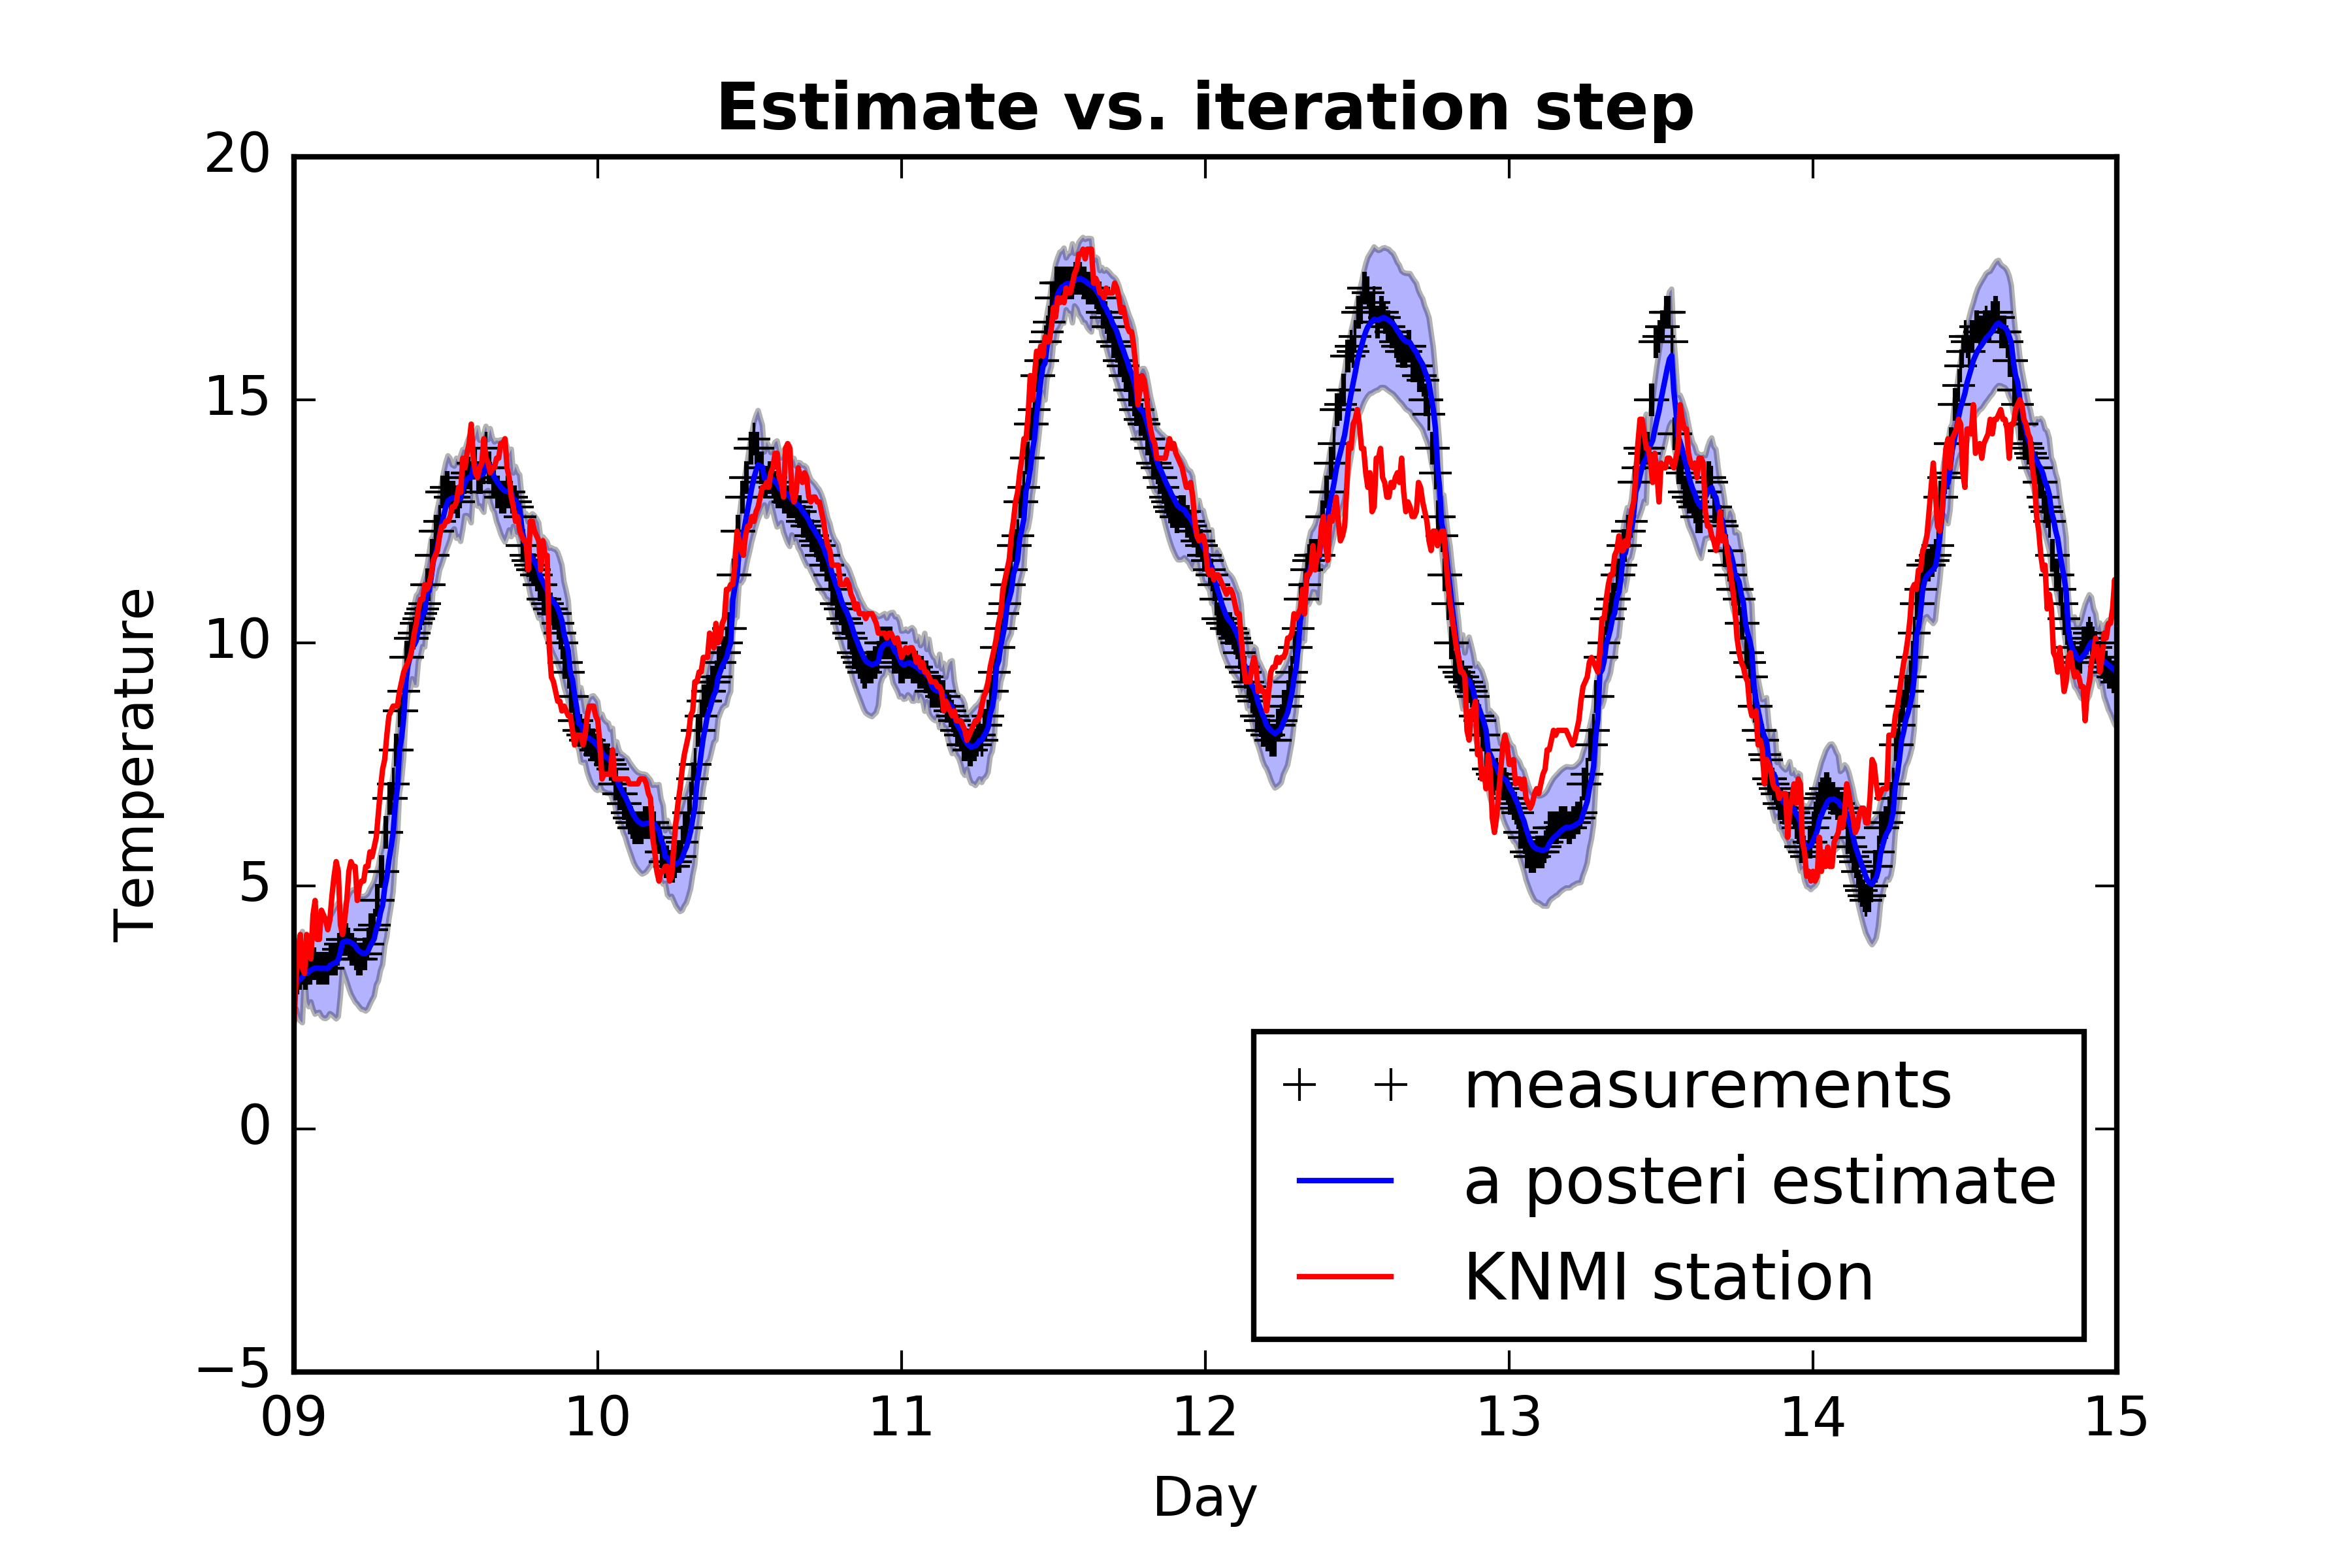 Estimate vs. iteration step
20
15
10
5
0
−5
Temperature
09 10 11 12 13 14 15
Day
measurements
a posteri estimate
KNMI station